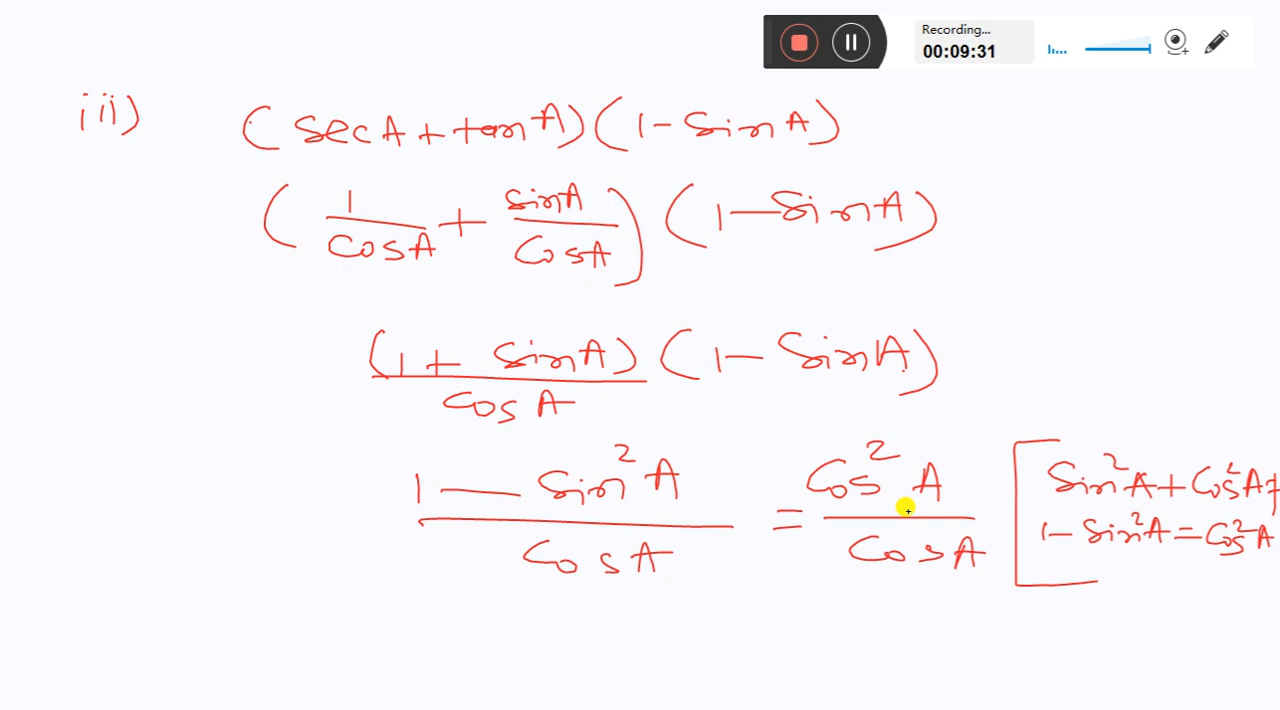 Recording...
00:09:31
iii) (secA + tanA)(1 - SinA)
(1/CosA + sinA/CosA)(1 - SinA)
(1 + SinA)/CosA (1 - SinA)
1 - Sin²A/CosA = Cos²A/CosA
[Sin²A + Cos²A =
1 - Sin²A = Cos²A